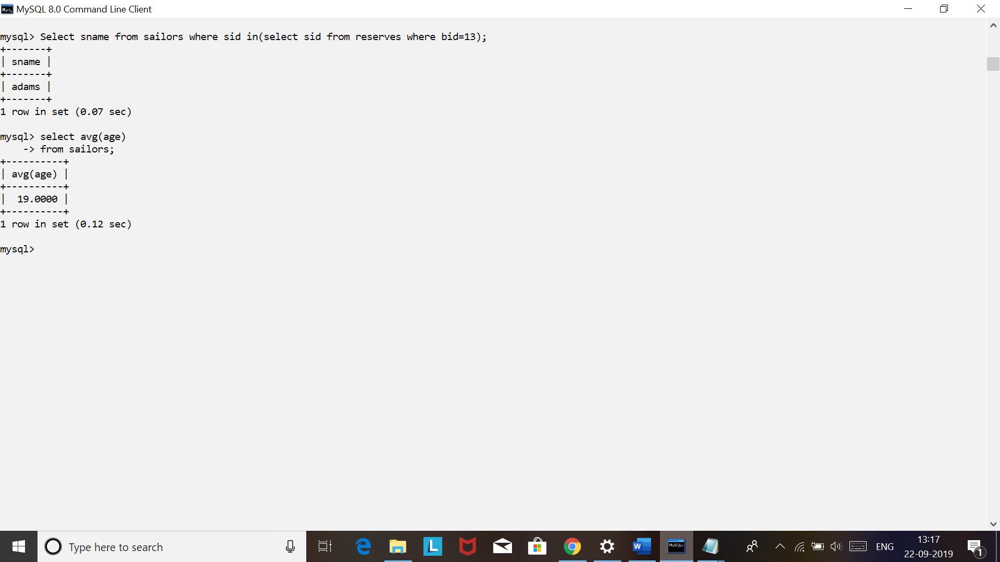 MySQL 8.0 Command Line Client
mysql> Select sname from sailors where sid in(select sid from reserves where bid=13);
+-------+
| sname |
+-------+
| adams |
+-------+
1 row in set (0.07 sec)
mysql> select avg(age)
    -> from sailors;
+----------+
| avg(age) |
+----------+
|  19.0000 |
+----------+
1 row in set (0.12 sec)
mysql>
Type here to search
L
W
MySQL>
ENG
13:17
22-09-2019
1